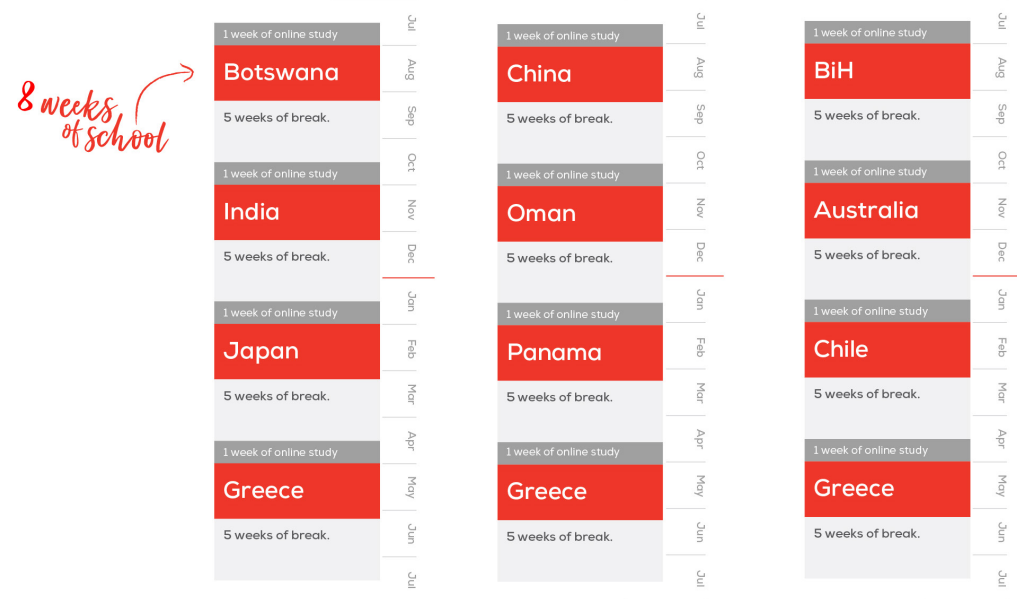 8 weeks
of school
1 week of online study
Botswana
5 weeks of break.
1 week of online study
India
5 weeks of break.
1 week of online study
Japan
5 weeks of break.
1 week of online study
Greece
5 weeks of break.
Jul
Aug
Sep
Oct
Nov
Dec
Jan
Feb
Mar
Apr
May
Jun
Jul
1 week of online study
China
5 weeks of break.
1 week of online study
Oman
5 weeks of break.
1 week of online study
Panama
5 weeks of break.
1 week of online study
Greece
5 weeks of break.
Jul
Aug
Sep
Oct
Nov
Dec
Jan
Feb
Mar
Apr
May
Jun
Jul
1 week of online study
BiH
5 weeks of break.
1 week of online study
Australia
5 weeks of break.
1 week of online study
Chile
5 weeks of break.
1 week of online study
Greece
5 weeks of break.
Jul
Aug
Sep
Oct
Nov
Dec
Jan
Feb
Mar
Apr
May
Jun
Jul